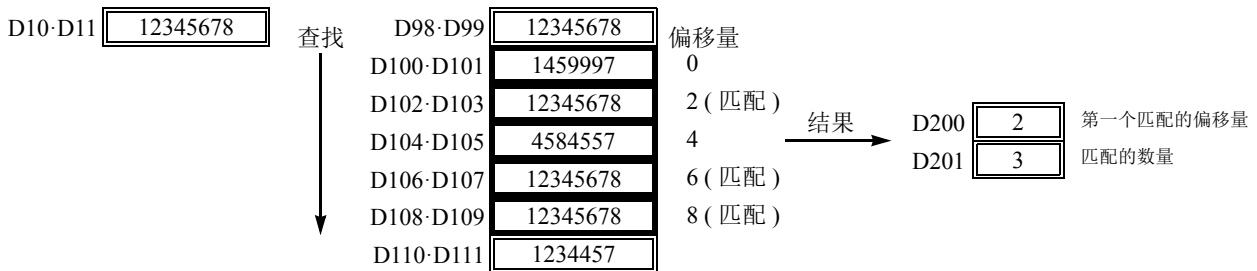 D10·D11 12345678 查找 D98·D99 12345678 偏移量
D100·D101 1459997 0
D102·D103 12345678 2 ( 匹配 )
D104·D105 4584557 4
D106·D107 12345678 6 ( 匹配 )
D108·D109 12345678 8 ( 匹配 )
D110·D111 1234457
结果
D200 2 第一个匹配的偏移量
D201 3 匹配的数量